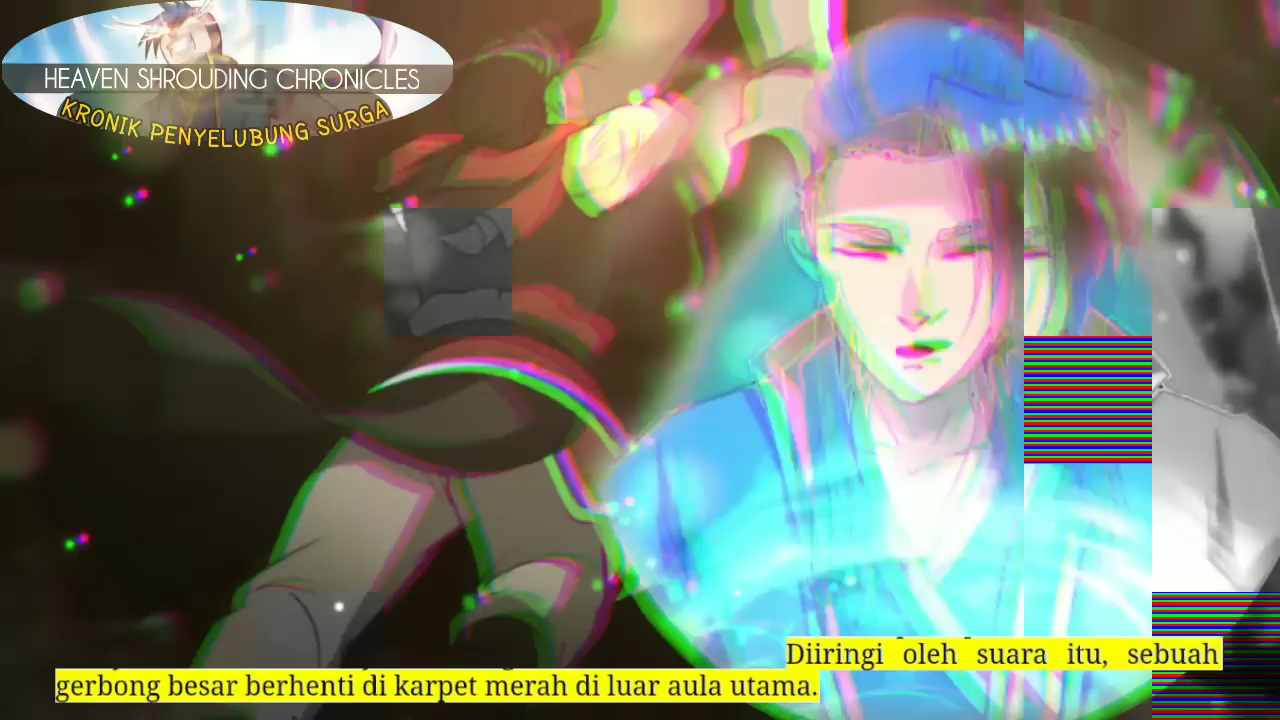 HEAVEN SHROUDING CHRONICLES
KRONIK PENYELUBUNG SURGA
Diiringi oleh suara itu, sebuah
gerbong besar berhenti di karpet merah di luar aula utama.